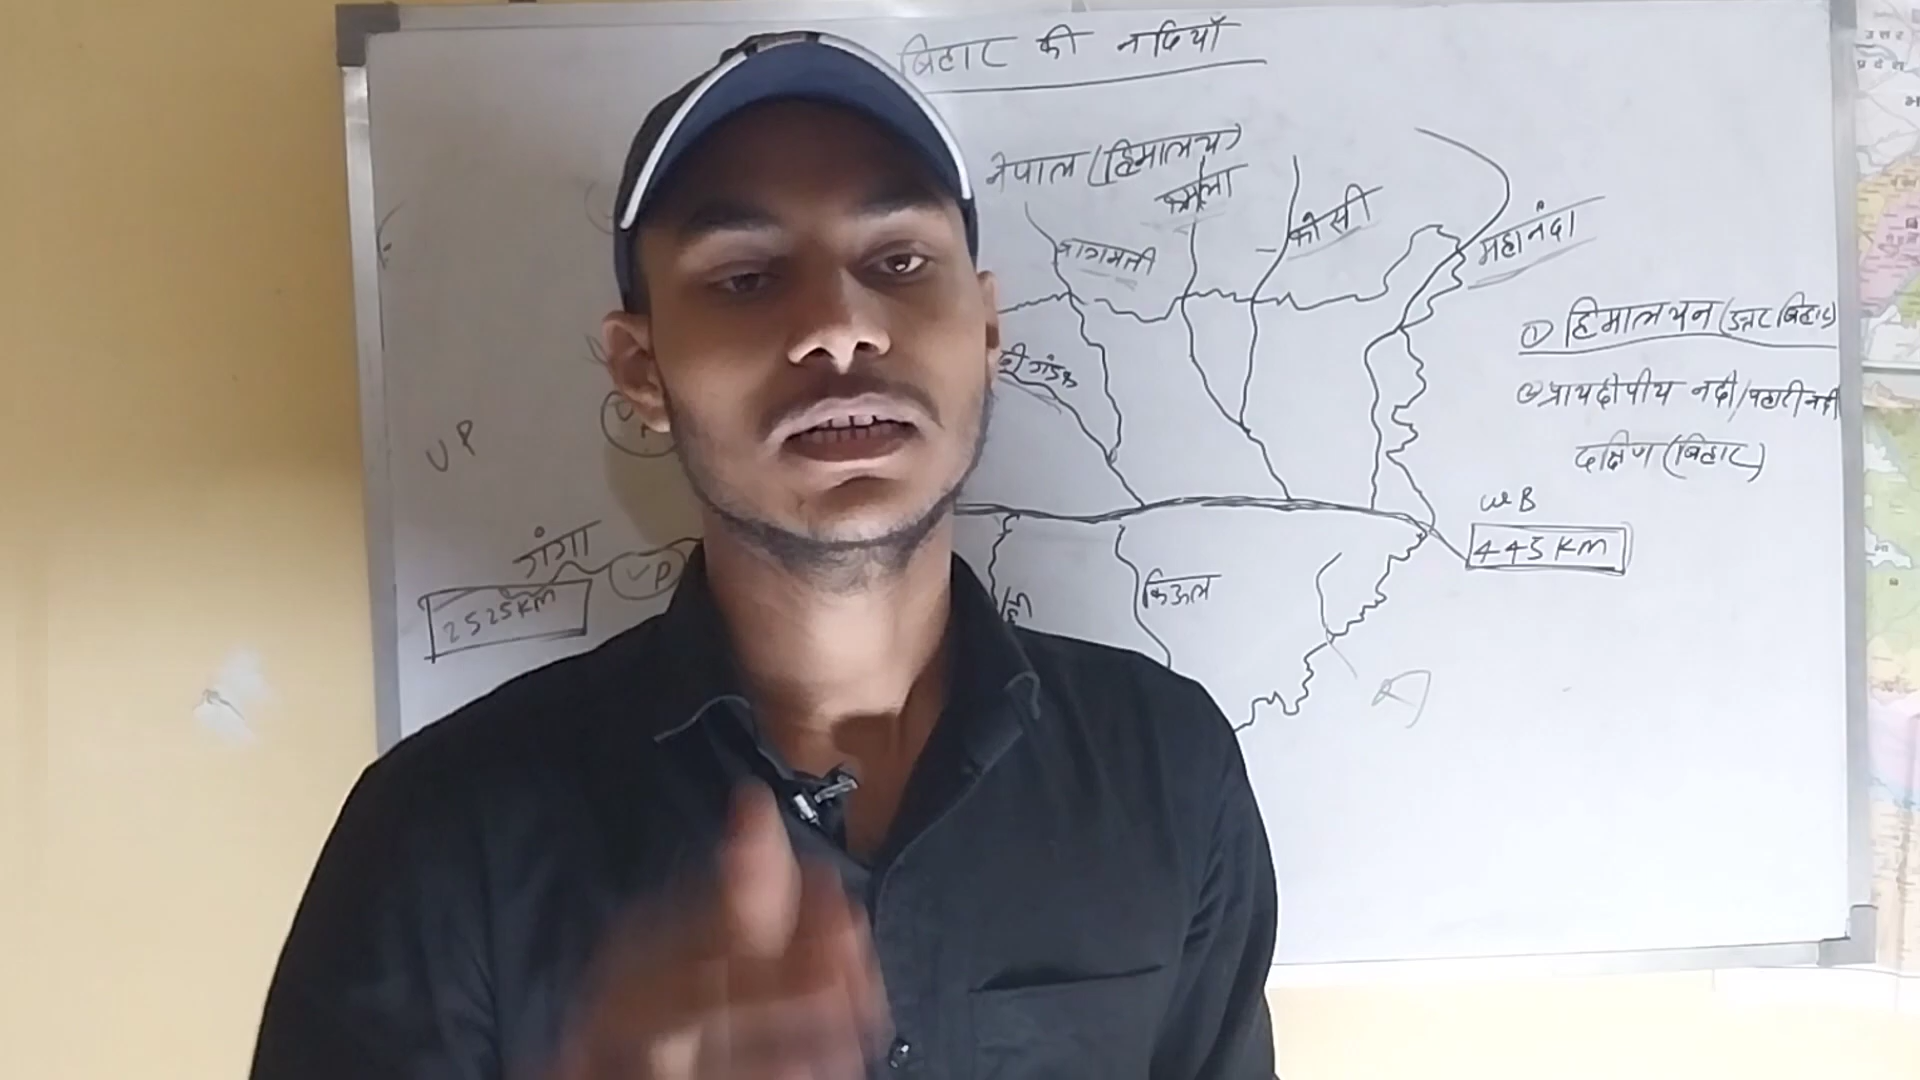 बिहार की नदियाँ
नेपाल (हिमालय)
कमला
कोसी
महानंदा
बागमती
① हिमालयन (उत्तर बिहार)
② प्रायद्वीपीय नदी/पठारी नदी
दक्षिण (बिहार)
गंडक
UP
WB
445 KM
गंगा
UP
2525 KM
किऊल